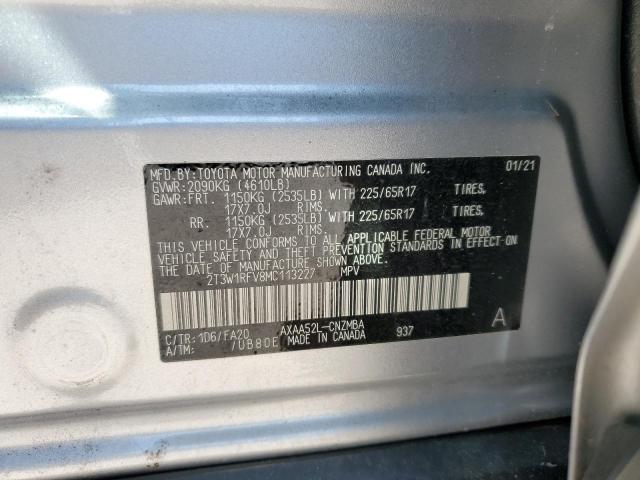 MFD.BY:TOYOTA MOTOR MANUFACTURING CANADA INC. 01/21
GVWR:2090KG (4610LB)
GAWR:FRT. 1150KG (2535LB) WITH 225/65R17 TIRES,
17X7.0J RIMS.
RR. 1150KG (2535LB) WITH 225/65R17 TIRES,
17X7.0J RIMS.
THIS VEHICLE CONFORMS TO ALL APPLICABLE FEDERAL MOTOR
VEHICLE SAFETY AND THEFT PREVENTION STANDARDS IN EFFECT ON
THE DATE OF MANUFACTURE SHOWN ABOVE.
2T3W1RFV8MC113227 MPV
C/TR:1D6/FA20 AXAA52L-CNZMBA
A/TM: /UB80E MADE IN CANADA 937 A